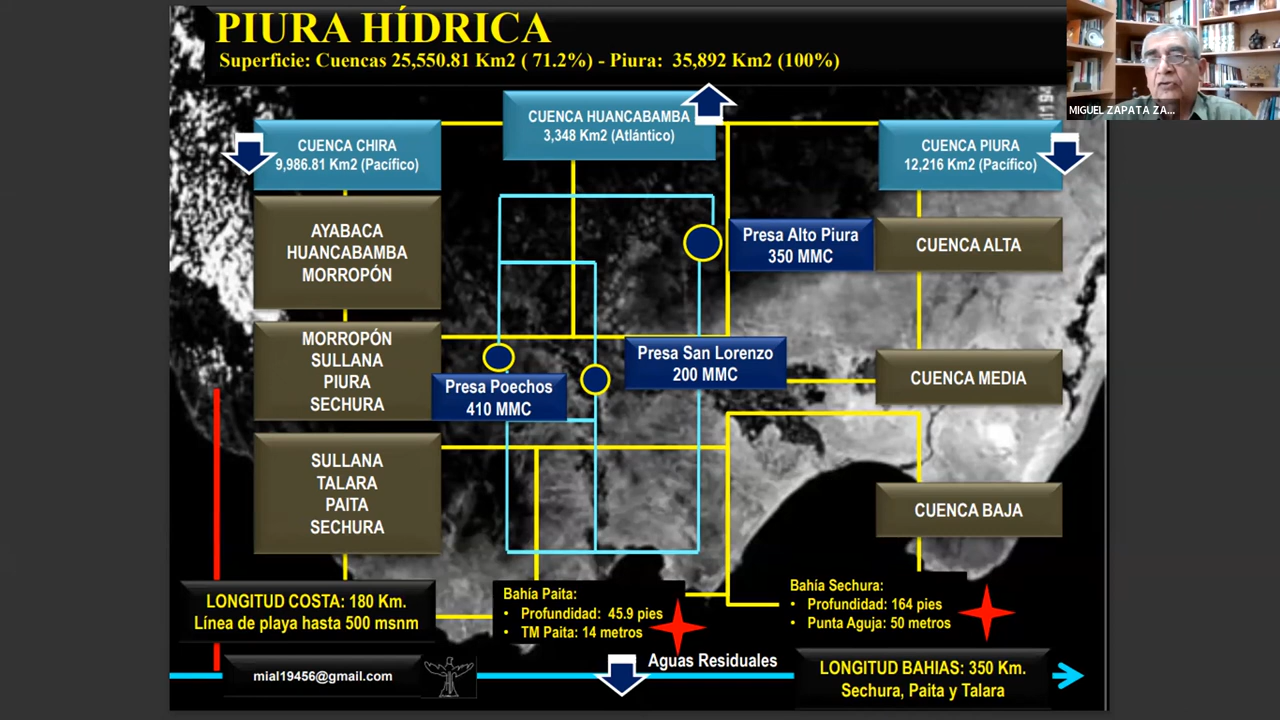 PIURA HÍDRICA
Superficie: Cuencas 25,550.81 Km2 ( 71.2%) - Piura: 35,892 Km2 (100%)
MIGUEL ZAPATA ZA...
CUENCA HUANCABAMBA
3,348 Km2 (Atlántico)
CUENCA CHIRA
9,986.81 Km2 (Pacífico)
CUENCA PIURA
12,216 Km2 (Pacífico)
AYABACA
HUANCABAMBA
MORROPÓN
Presa Alto Piura
350 MMC
CUENCA ALTA
MORROPÓN
SULLANA
PIURA
SECHURA
Presa Poechos
410 MMC
Presa San Lorenzo
200 MMC
CUENCA MEDIA
SULLANA
TALARA
PAITA
SECHURA
CUENCA BAJA
LONGITUD COSTA: 180 Km.
Línea de playa hasta 500 msnm
Bahía Paita:
• Profundidad: 45.9 pies
• TM Paita: 14 metros
Bahía Sechura:
• Profundidad: 164 pies
• Punta Aguja: 50 metros
mial19456@gmail.com
Aguas Residuales
LONGITUD BAHIAS: 350 Km.
Sechura, Paita y Talara